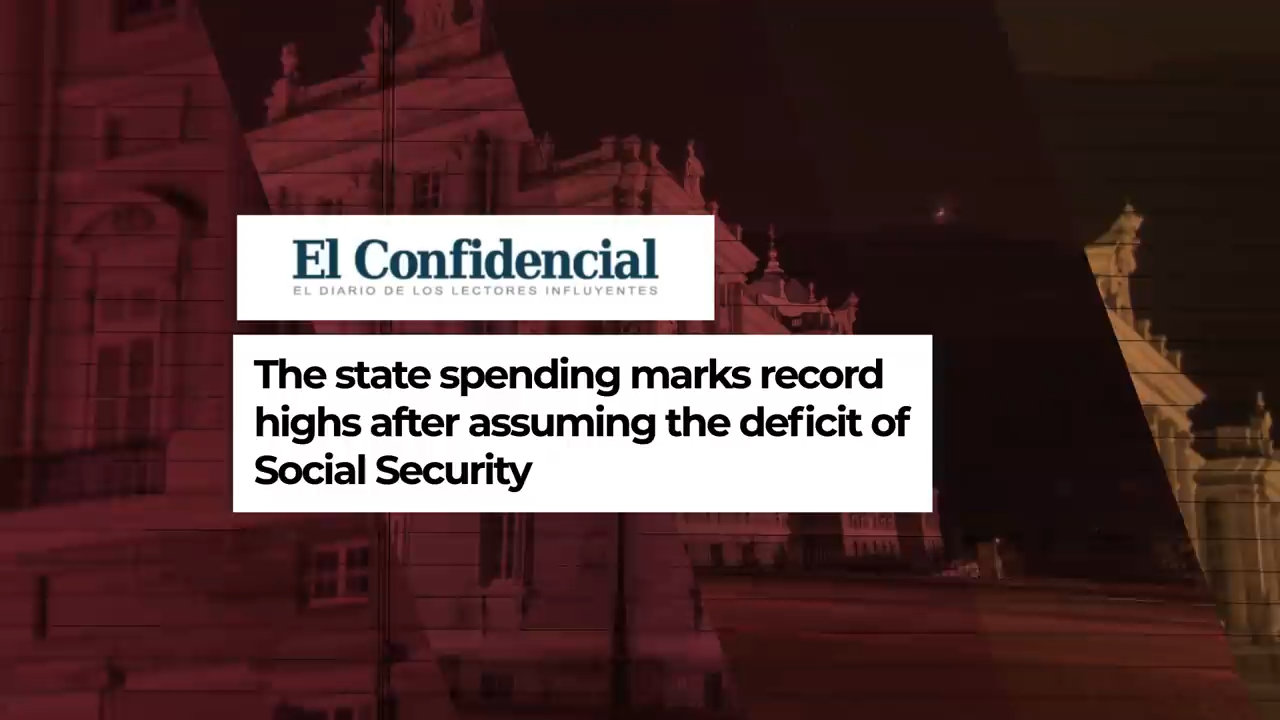 El Confidencial
EL DIARIO DE LOS LECTORES INFLUYENTES
The state spending marks record
highs after assuming the deficit of
Social Security